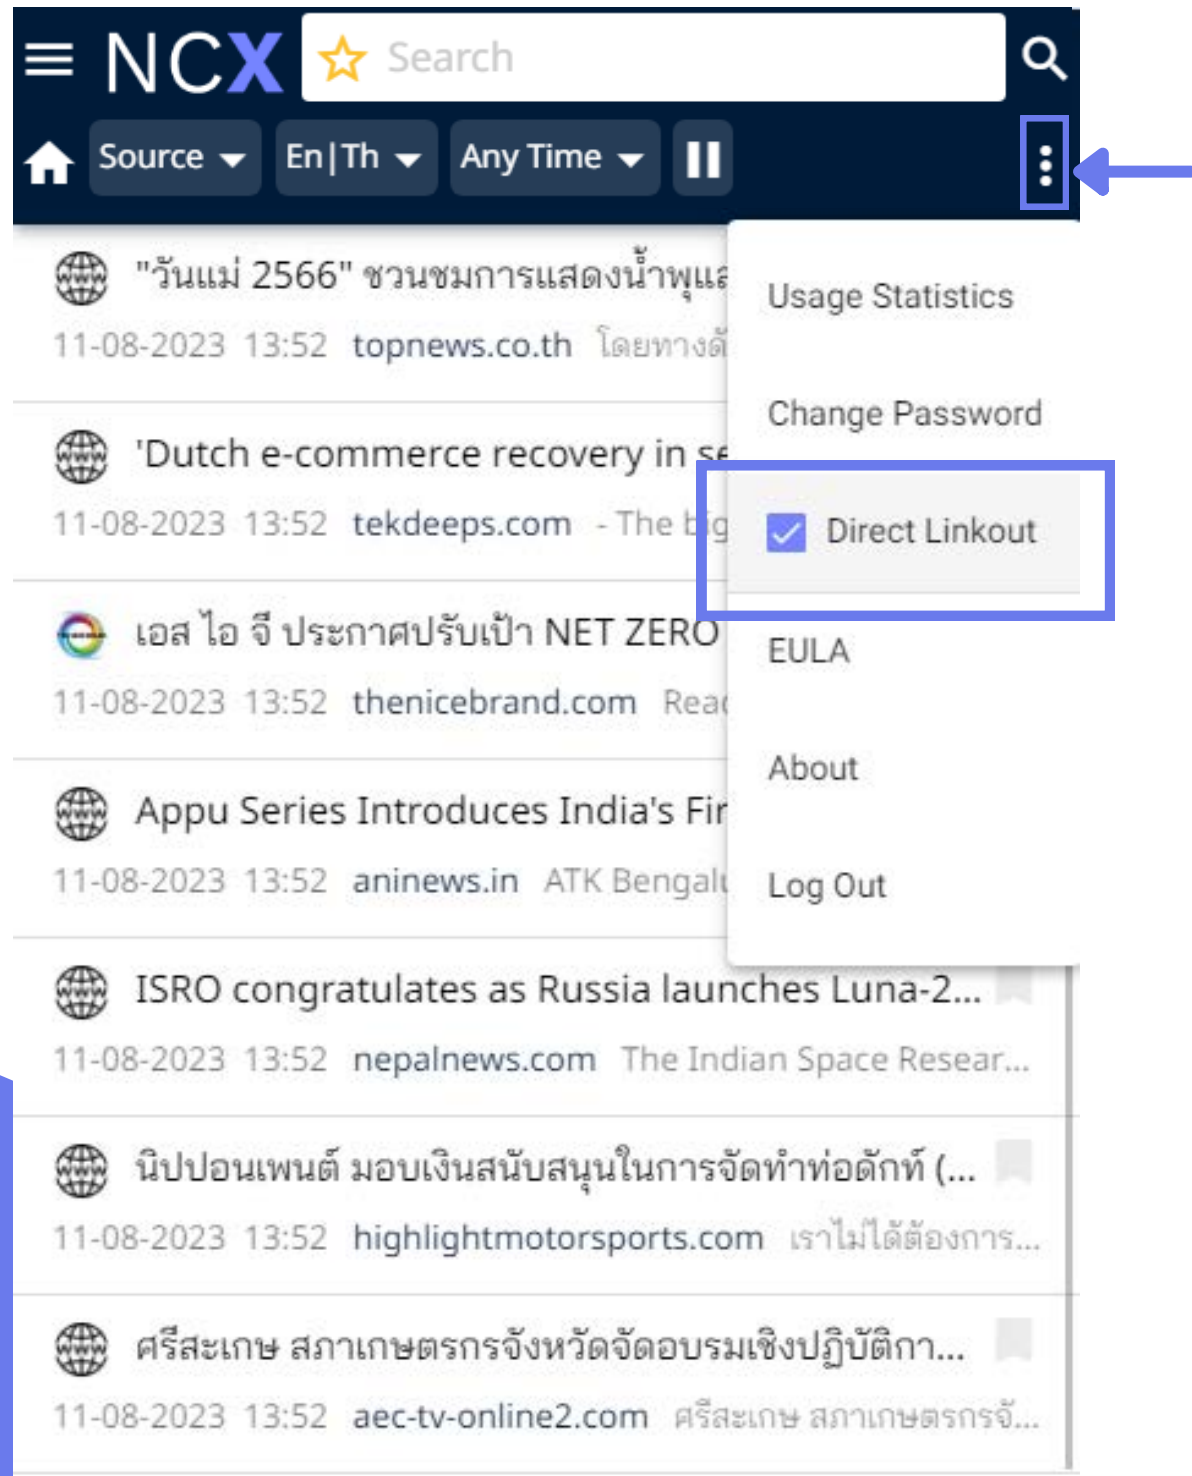 NCX Search
Source En|Th Any Time
"วันแม่ 2566" ชวนชมการแสดงน้ำพุแส
11-08-2023 13:52 topnews.co.th โดยทาง
'Dutch e-commerce recovery in se
11-08-2023 13:52 tekdeeps.com - The big
เอส ไอ จี ประกาศปรับเป้า NET ZERO
11-08-2023 13:52 thenicebrand.com Read
Appu Series Introduces India's Fir
11-08-2023 13:52 aninews.in ATK Bengalu
ISRO congratulates as Russia launches Luna-2...
11-08-2023 13:52 nepalnews.com The Indian Space Resear...
นิปปอนเพนต์ มอบเงินสนับสนุนในการจัดทำท่อดักท์ (...
11-08-2023 13:52 highlightmotorsports.com เราไม่ได้ต้องการ...
ศรีสะเกษ สภาเกษตรกรจังหวัดจัดอบรมเชิงปฏิบัติกา...
11-08-2023 13:52 aec-tv-online2.com ศรีสะเกษ สภาเกษตรกรจั...
Usage Statistics
Change Password
Direct Linkout
EULA
About
Log Out